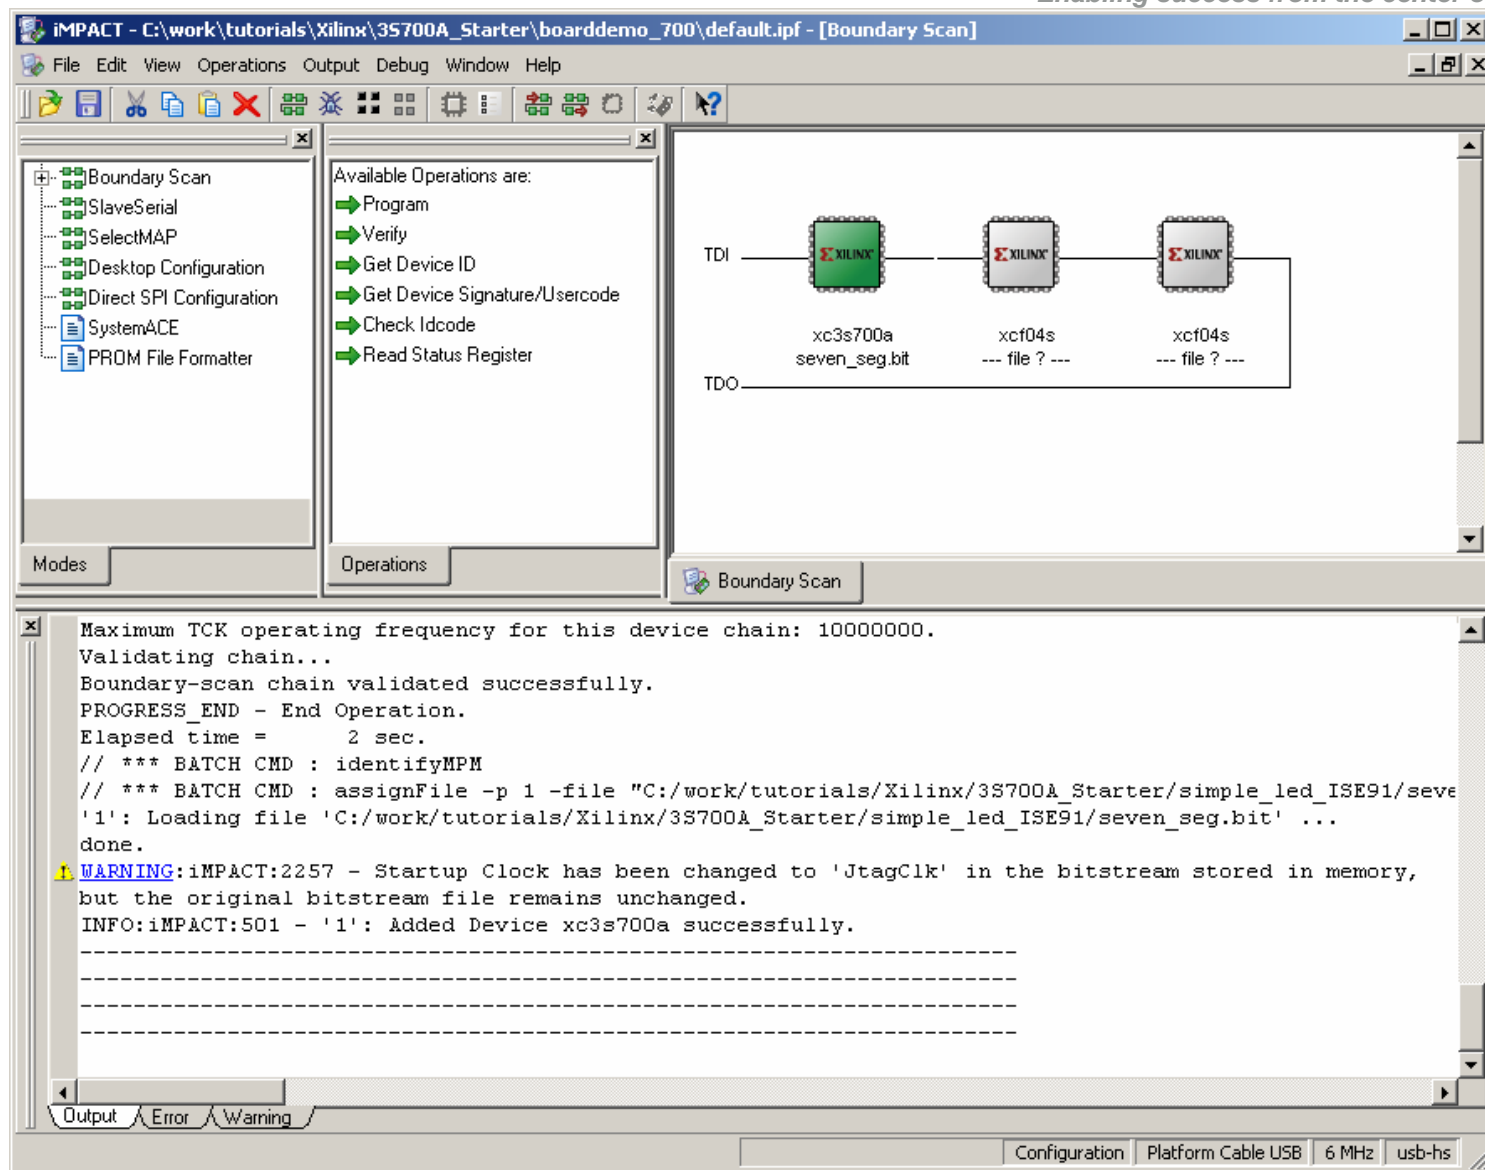 Enabling success from the center o
iMPACT - C:\work\tutorials\Xilinx\3S700A_Starter\boarddemo_700\default.ipf - [Boundary Scan]
File Edit View Operations Output Debug Window Help
Boundary Scan
SlaveSerial
SelectMAP
Desktop Configuration
Direct SPI Configuration
SystemACE
PROM File Formatter
Modes
Available Operations are:
Program
Verify
Get Device ID
Get Device Signature/Usercode
Check Idcode
Read Status Register
Operations
TDI
XILINX
XILINX
XILINX
xc3s700a
seven_seg.bit
xcf04s
--- file ? ---
xcf04s
--- file ? ---
TDO
Boundary Scan
Maximum TCK operating frequency for this device chain: 10000000.
Validating chain...
Boundary-scan chain validated successfully.
PROGRESS_END - End Operation.
Elapsed time =      2 sec.
// *** BATCH CMD : identifyMPM
// *** BATCH CMD : assignFile -p 1 -file "C:/work/tutorials/Xilinx/3S700A_Starter/simple_led_ISE91/seve
'1': Loading file 'C:/work/tutorials/Xilinx/3S700A_Starter/simple_led_ISE91/seven_seg.bit' ...
done.
WARNING:iMPACT:2257 - Startup Clock has been changed to 'JtagClk' in the bitstream stored in memory,
but the original bitstream file remains unchanged.
INFO:iMPACT:501 - '1': Added Device xc3s700a successfully.
----------------------------------------------------------------------
----------------------------------------------------------------------
----------------------------------------------------------------------
----------------------------------------------------------------------
Output Error Warning
Configuration Platform Cable USB 6 MHz usb-hs